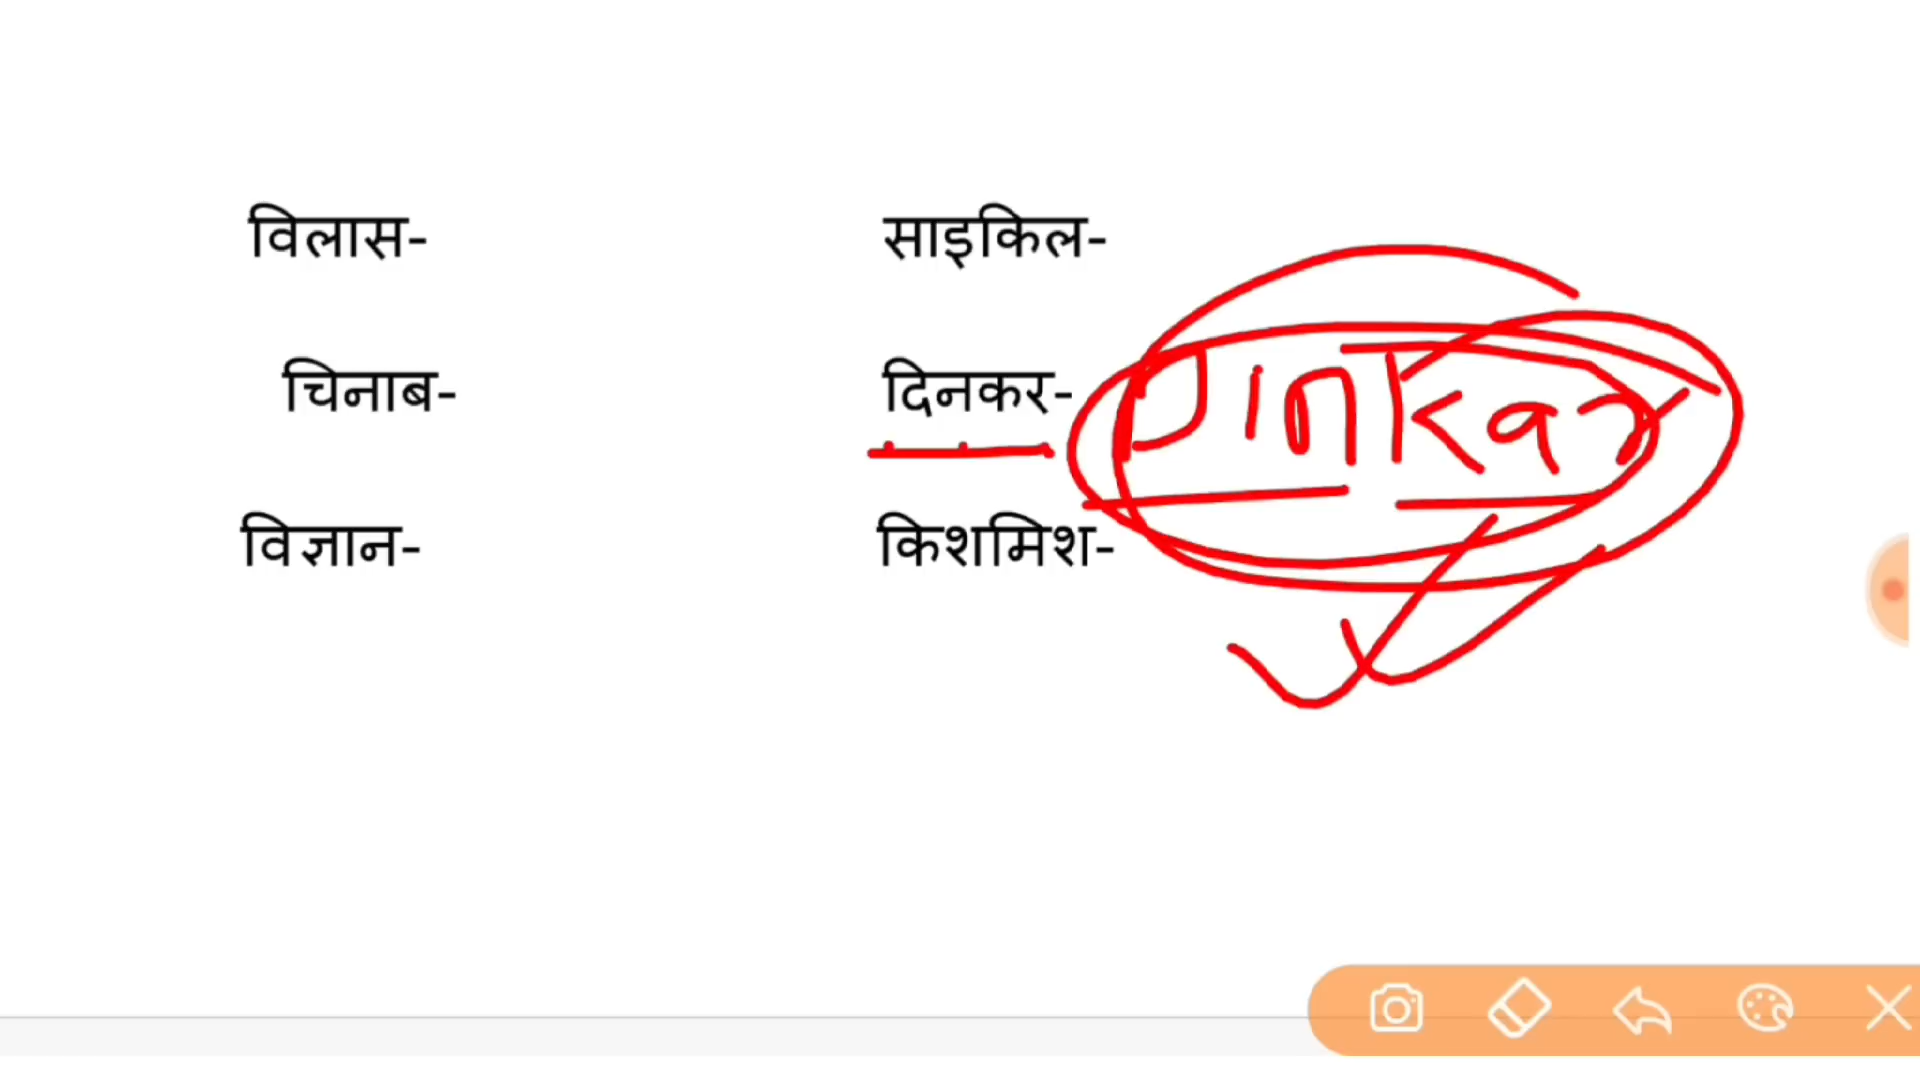 विलास- साइकिल-
चिनाब- दिनकर- Dinkar
विज्ञान- किशमिश-